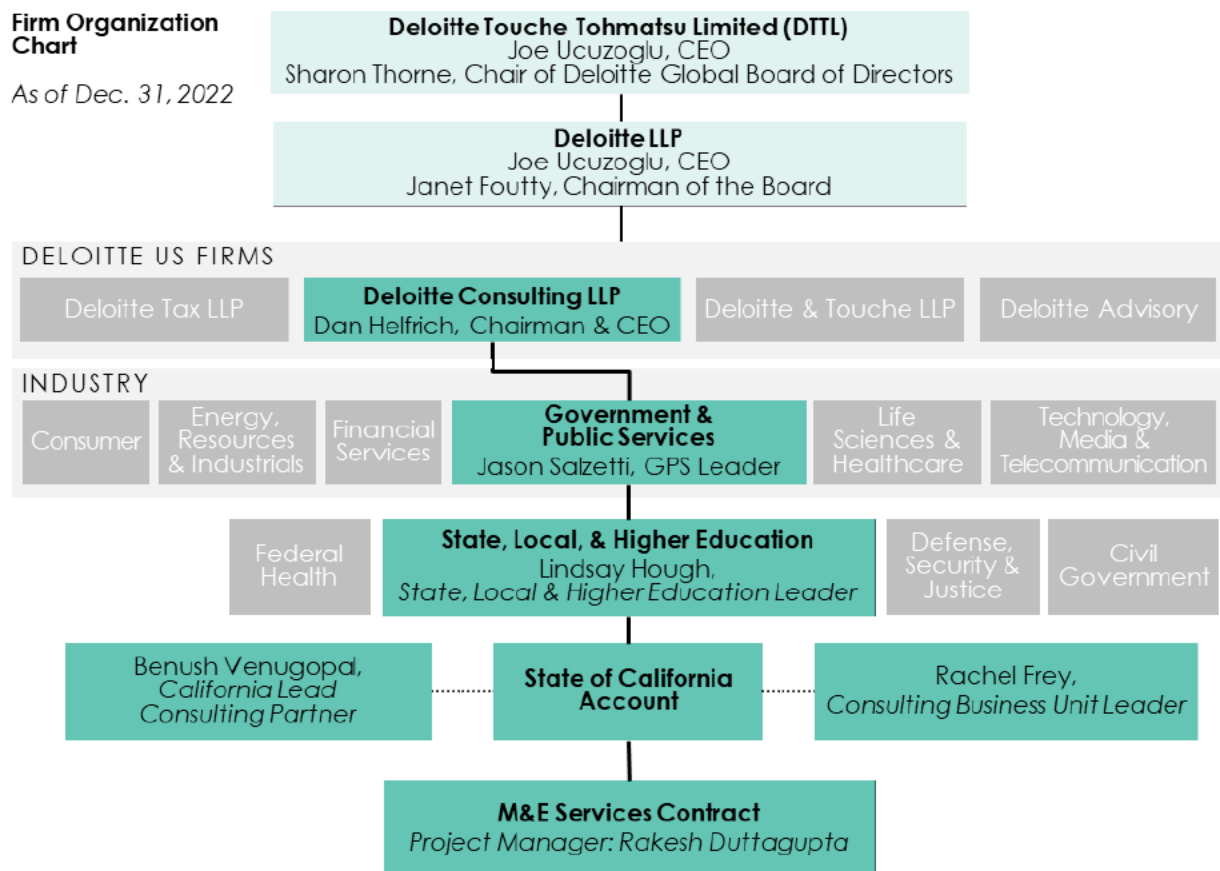 Firm Organization
Chart
As of Dec. 31, 2022
Deloitte Touche Tohmatsu Limited (DTTL)
Joe Ucuzoglu, CEO
Sharon Thorne, Chair of Deloitte Global Board of Directors
Deloitte LLP
Joe Ucuzoglu, CEO
Janet Foutty, Chairman of the Board
DELOITTE US FIRMS
Deloitte Tax LLP
Deloitte Consulting LLP
Dan Helfrich, Chairman & CEO
Deloitte & Touche LLP
Deloitte Advisory
INDUSTRY
Consumer
Energy,
Resources
& Industrials
Financial
Services
Government &
Public Services
Jason Salzetti, GPS Leader
Life
Sciences &
Healthcare
Technology,
Media &
Telecommunication
Federal
Health
State, Local, & Higher Education
Lindsay Hough,
State, Local & Higher Education Leader
Defense,
Security &
Justice
Civil
Government
Benush Venugopal,
California Lead
Consulting Partner
State of California
Account
Rachel Frey,
Consulting Business Unit Leader
M&E Services Contract
Project Manager: Rakesh Duttagupta